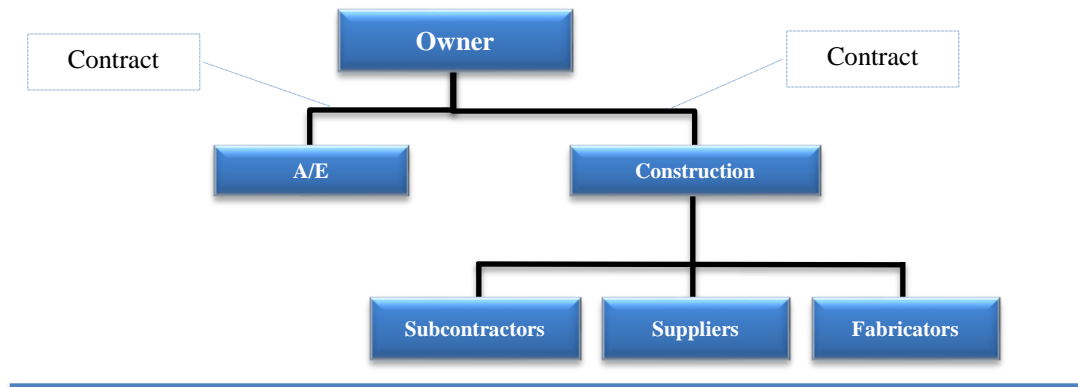 Owner
Contract
Contract
A/E
Construction
Subcontractors
Suppliers
Fabricators